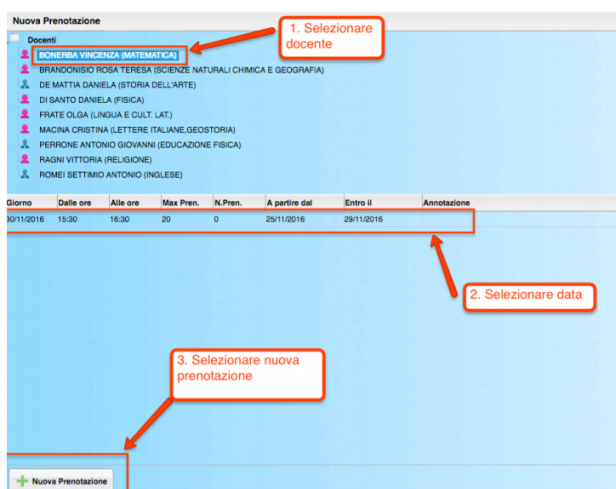 Nuova Prenotazione
1. Selezionare
docente
Docenti
BONERBA VINCENZA (MATEMATICA)
BRANDONISIO ROSA TERESA (SCIENZE NATURALI CHIMICA E GEOGRAFIA)
DE MATTIA DANIELA (STORIA DELL'ARTE)
DI SANTO DANIELA (FISICA)
FRATE OLGA (LINGUA E CULT. LAT.)
MACINA CRISTINA (LETTERE ITALIANE,GEOSTORIA)
PERRONE ANTONIO GIOVANNI (EDUCAZIONE FISICA)
RAGNI VITTORIA (RELIGIONE)
ROMEI SETTIMIO ANTONIO (INGLESE)
Giorno Dalle ore Alle ore Max Pren. N.Pren. A partire dal Entro il Annotazione
30/11/2016 15:30 16:30 20 0 25/11/2016 29/11/2016
2. Selezionare data
3. Selezionare nuova
prenotazione
Nuova Prenotazione